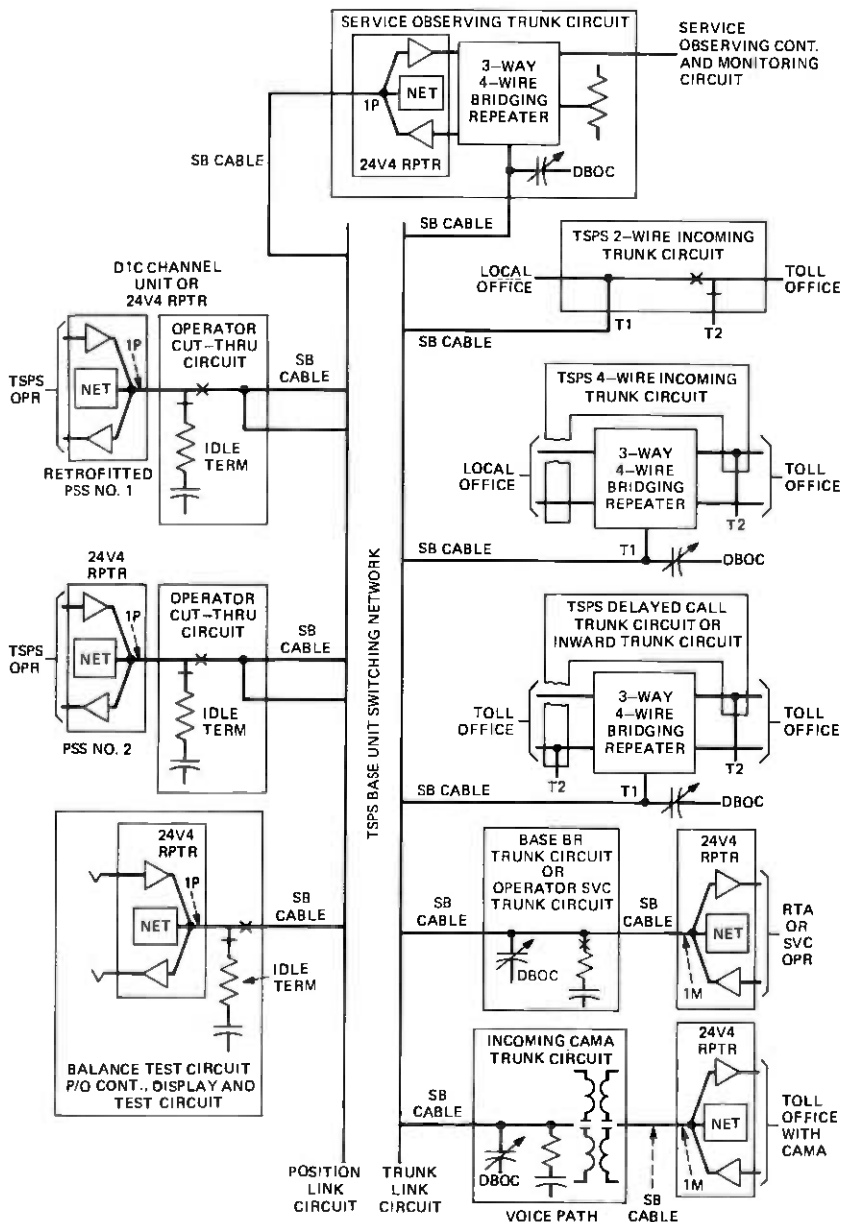 SERVICE OBSERVING TRUNK CIRCUIT
NET
1P
24V4 RPTR
3–WAY
4–WIRE
BRIDGING
REPEATER
DBOC
SERVICE
OBSERVING CONT.
AND MONITORING
CIRCUIT
SB CABLE
SB CABLE
TSPS 2–WIRE INCOMING
TRUNK CIRCUIT
LOCAL
OFFICE
TOLL
OFFICE
T1
T2
SB CABLE
D1C CHANNEL
UNIT OR
24V4 RPTR
TSPS
OPR
1P
NET
RETROFITTED
PSS NO. 1
OPERATOR
CUT–THRU
CIRCUIT
IDLE
TERM
SB
CABLE
TSPS 4–WIRE INCOMING
TRUNK CIRCUIT
LOCAL
OFFICE
3–WAY
4–WIRE
BRIDGING
REPEATER
TOLL
OFFICE
T2
T1
DBOC
SB CABLE
24V4
RPTR
TSPS
OPR
1P
NET
PSS NO. 2
OPERATOR
CUT–THRU
CIRCUIT
IDLE
TERM
SB
CABLE
TSPS BASE UNIT SWITCHING NETWORK
TSPS DELAYED CALL
TRUNK CIRCUIT OR
INWARD TRUNK CIRCUIT
TOLL
OFFICE
3–WAY
4–WIRE
BRIDGING
REPEATER
TOLL
OFFICE
T2
T2
T1
DBOC
SB CABLE
24V4
RPTR
1P
NET
SB
CABLE
IDLE
TERM
BALANCE TEST CIRCUIT
P/O CONT., DISPLAY AND
TEST CIRCUIT
BASE BR
TRUNK CIRCUIT
OR
OPERATOR SVC
TRUNK CIRCUIT
SB
CABLE
DBOC
SB
CABLE
24V4
RPTR
NET
1M
RTA
OR
SVC
OPR
INCOMING CAMA
TRUNK CIRCUIT
SB
CABLE
DBOC
24V4
RPTR
NET
1M
TOLL
OFFICE
WITH
CAMA
SB
CABLE
VOICE PATH
POSITION
LINK
CIRCUIT
TRUNK
LINK
CIRCUIT